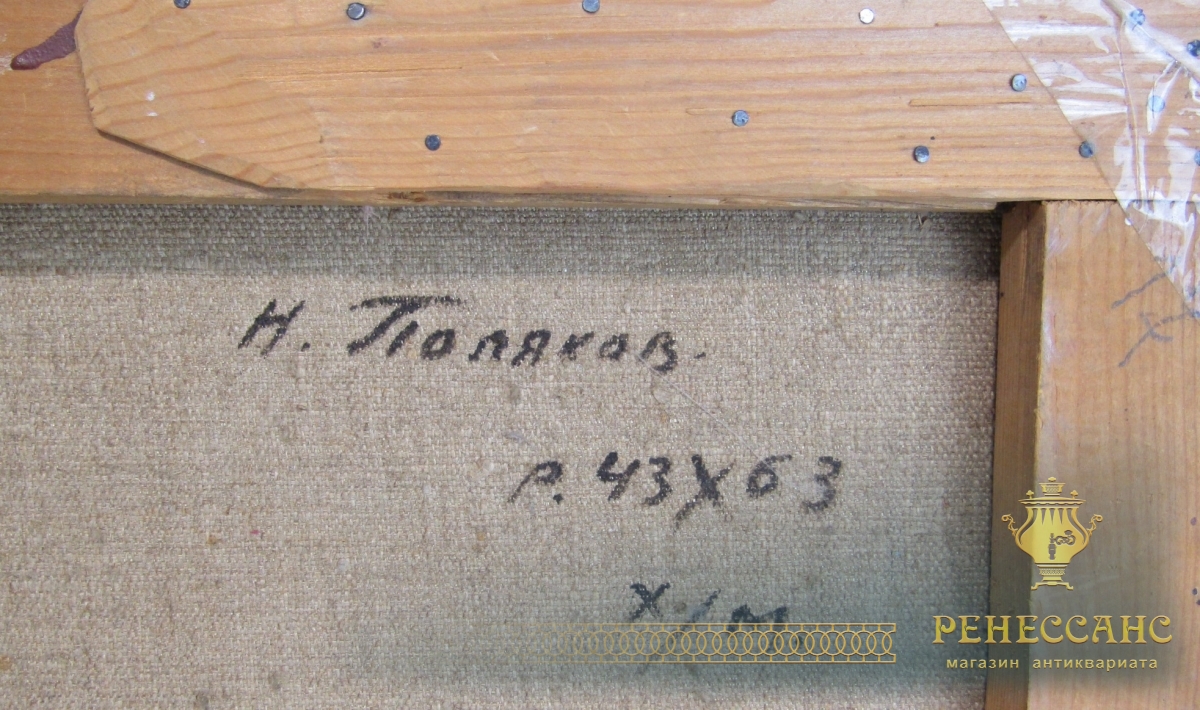 Н. Поляков.
р. 43х63
х/м
РЕНЕССАНС
магазин антиквариата